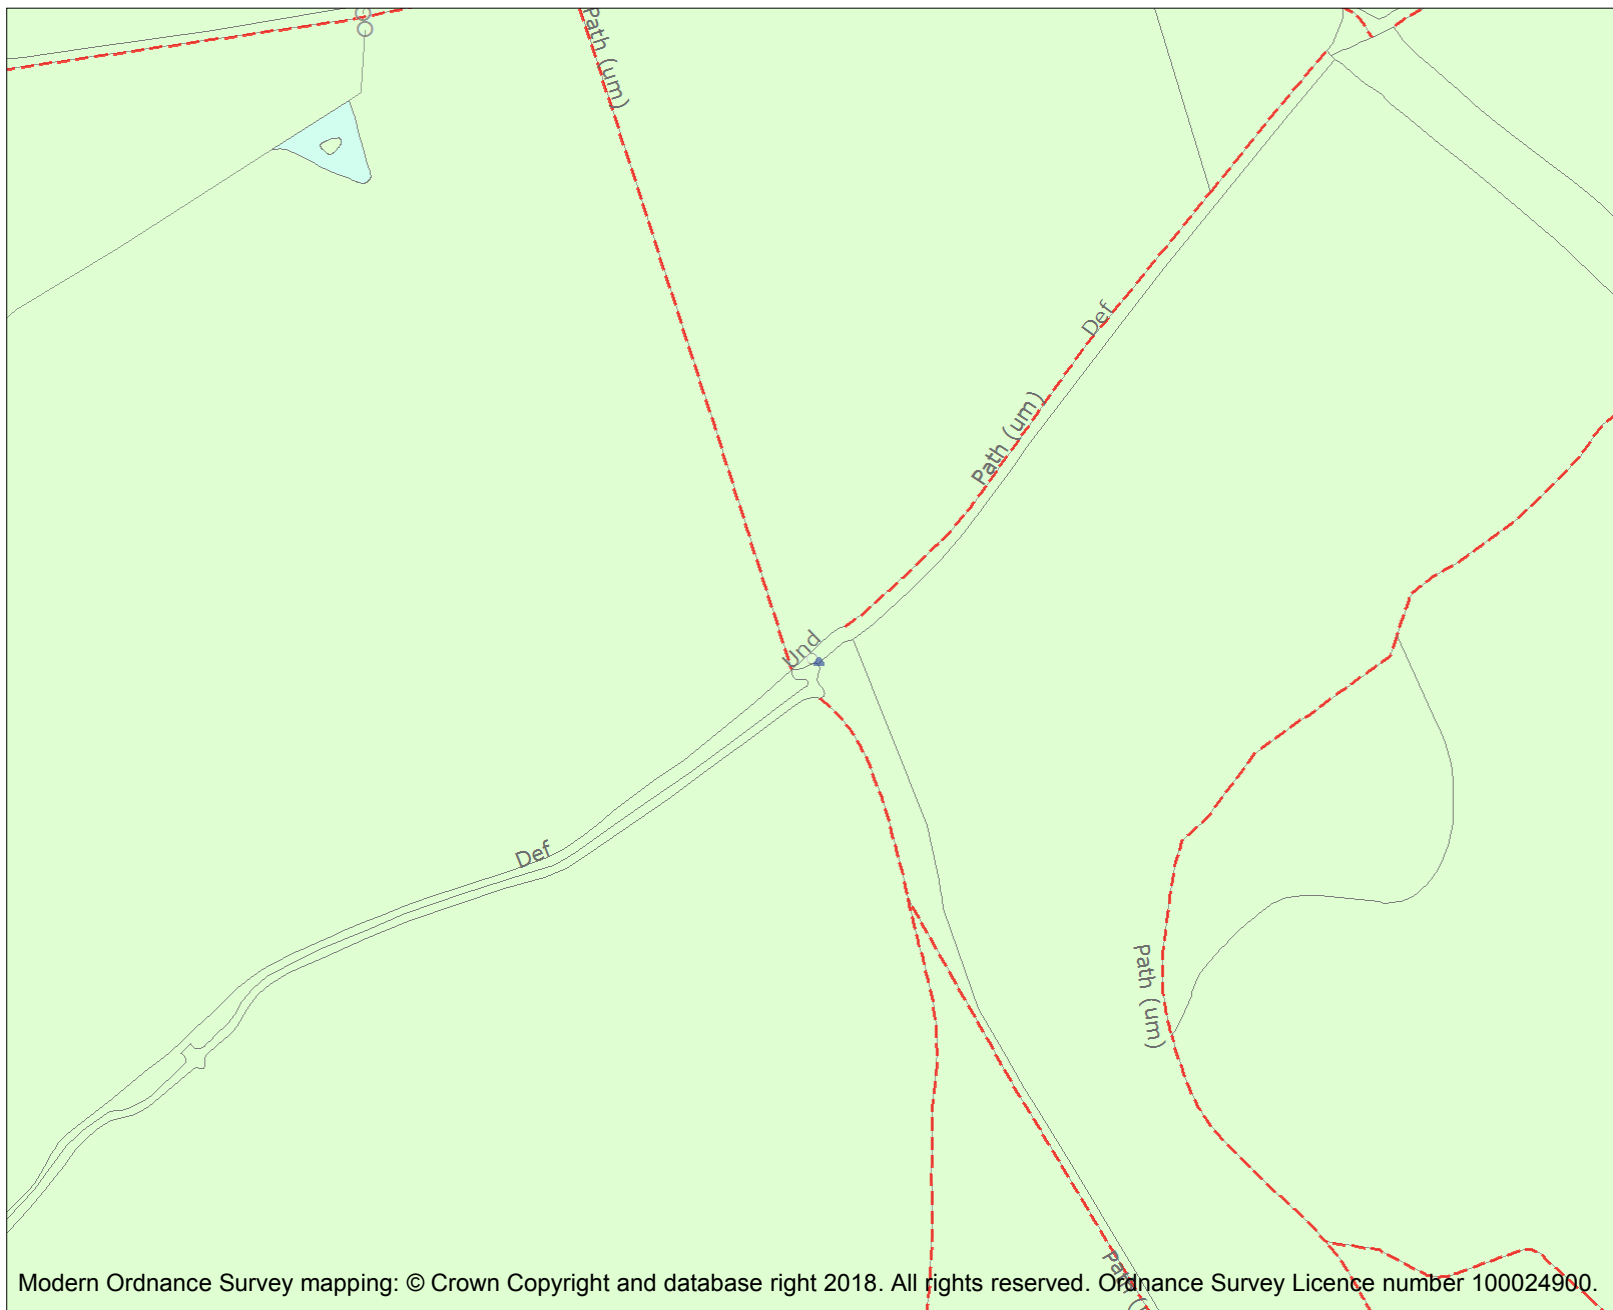 Path (um)
Def
Path (um)
Und
Def
Path (um)
Path (
Modern Ordnance Survey mapping: © Crown Copyright and database right 2018. All rights reserved. Ordnance Survey Licence number 100024900.